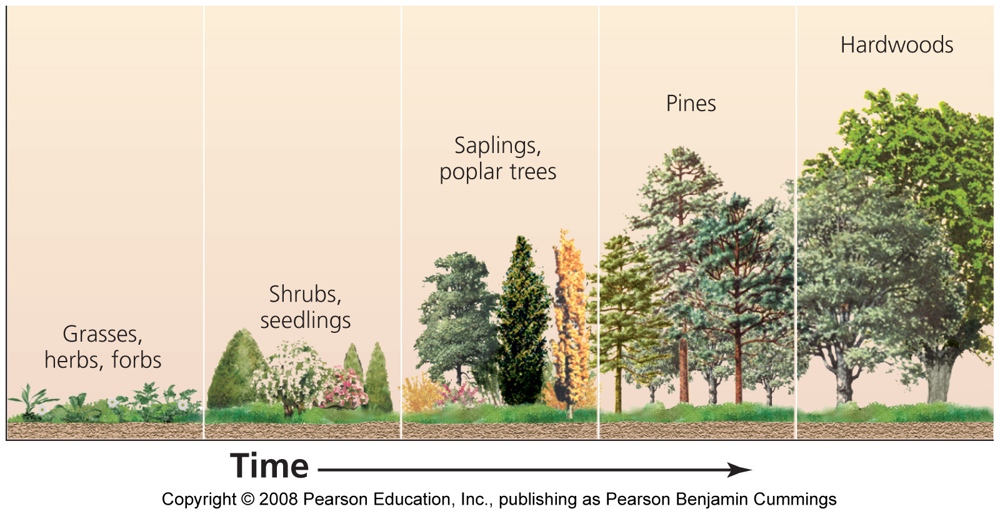 Grasses,
herbs, forbs
Shrubs,
seedlings
Saplings,
poplar trees
Pines
Hardwoods
Time
Copyright © 2008 Pearson Education, Inc., publishing as Pearson Benjamin Cummings